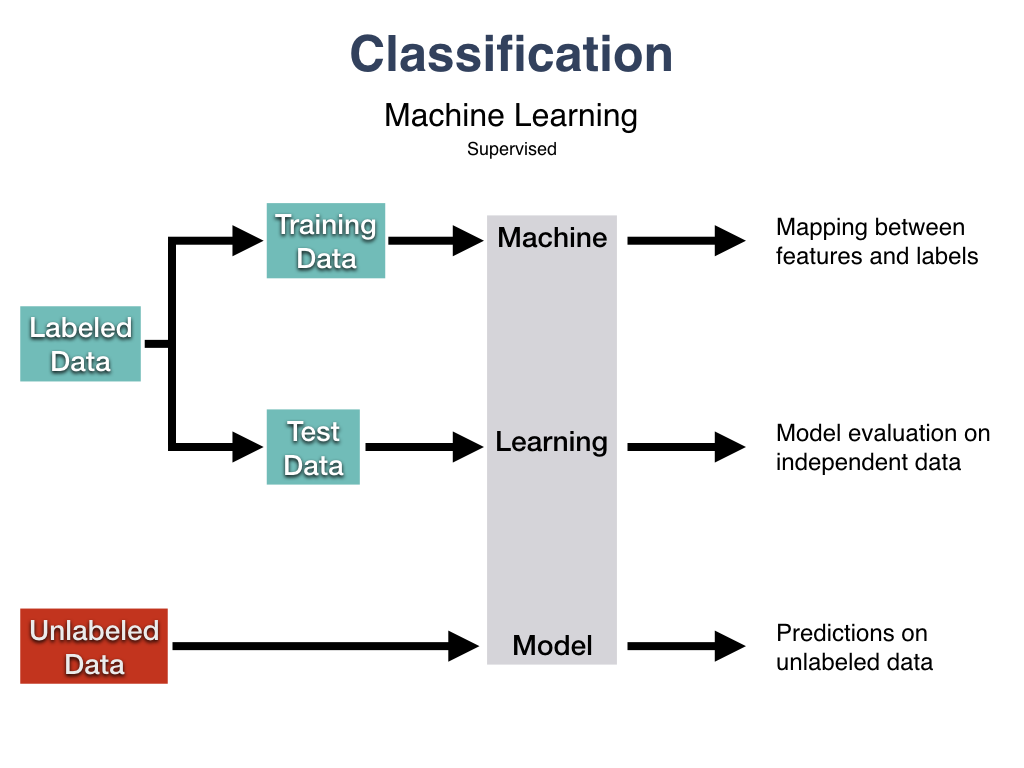 Classification
Machine Learning
Supervised
Training
Data
Machine
Mapping between
features and labels
Labeled
Data
Test
Data
Learning
Model evaluation on
independent data
Unlabeled
Data
Model
Predictions on
unlabeled data